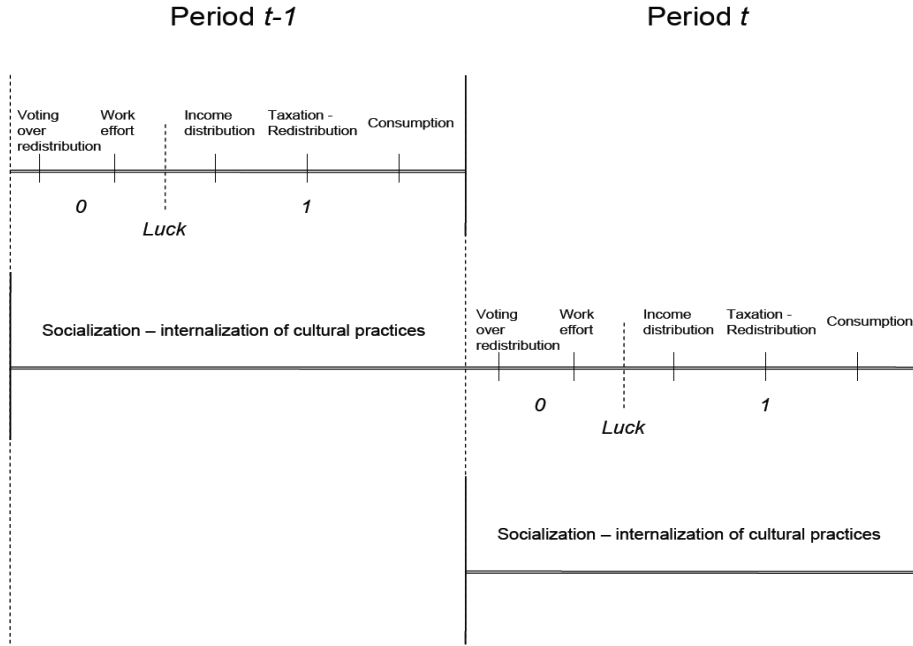 Period t-1
Period t
Voting over redistribution
Work effort
Income distribution
Taxation - Redistribution
Consumption
0
1
Luck
Socialization – internalization of cultural practices
Voting over redistribution
Work effort
Income distribution
Taxation - Redistribution
Consumption
0
1
Luck
Socialization – internalization of cultural practices